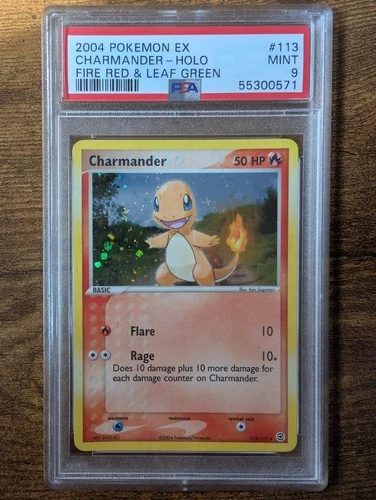 2004 POKEMON EX #113
CHARMANDER - HOLO MINT
FIRE RED & LEAF GREEN 9
PSA 55300571
Charmander 50 HP
BASIC
Flare 10
Rage 10+
Does 10 damage plus 10 more damage for
each damage counter on Charmander.
weakness resistance retreat cost
©2004 Pokémon/Nintendo